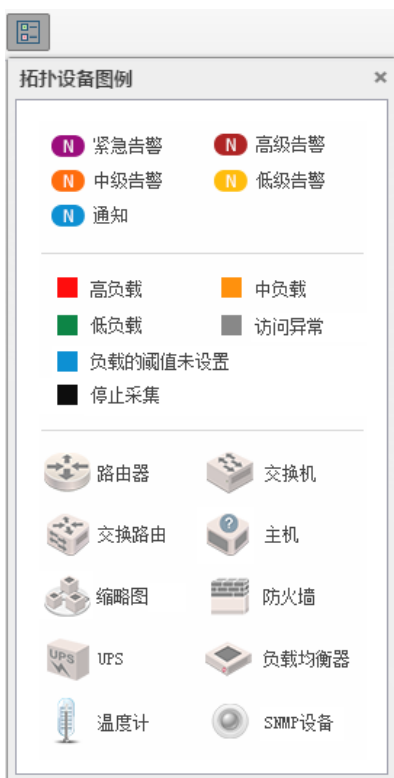 拓扑设备图例 ×
N 紧急告警 N 高级告警
N 中级告警 N 低级告警
N 通知
高负载 中负载
低负载 访问异常
负载的阈值未设置
停止采集
路由器 交换机
交换路由 ? 主机
缩略图 防火墙
UPS UPS 负载均衡器
温度计 SNMP设备